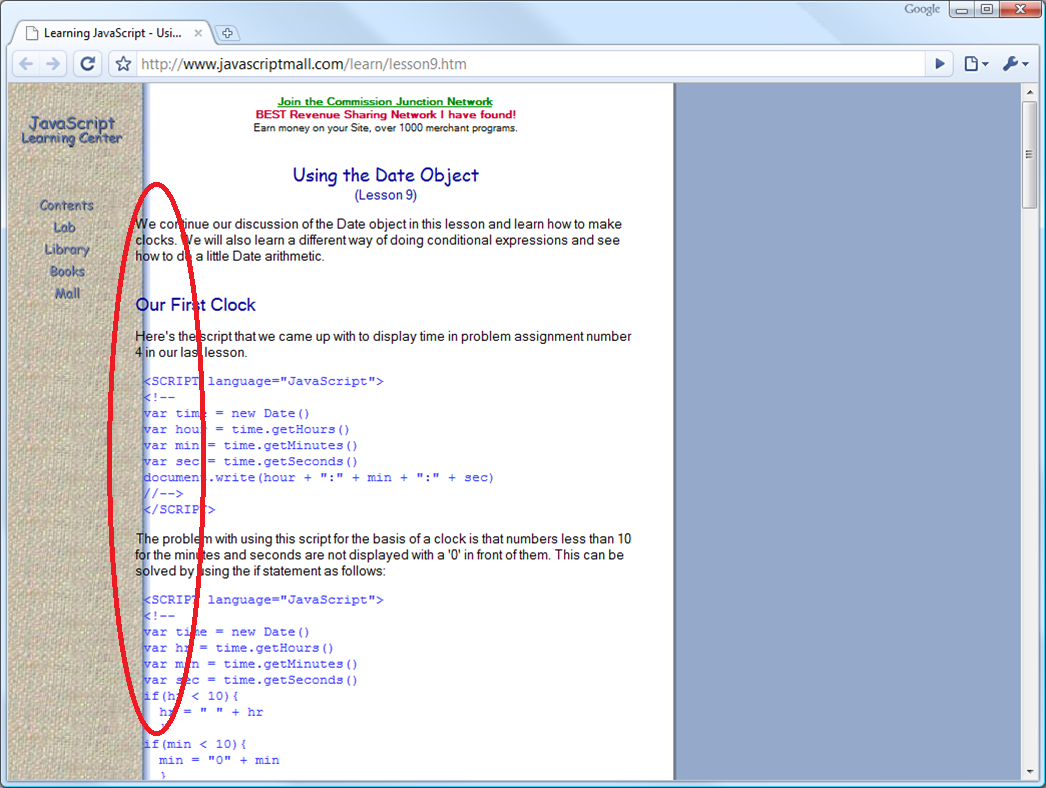 Google
Learning JavaScript - Usi...
http://www.javascriptmall.com/learn/lesson9.htm
JavaScript
Learning Center
Contents
Lab
Library
Books
Mall
Join the Commission Junction Network
BEST Revenue Sharing Network I have found!
Earn money on your Site, over 1000 merchant programs.
Using the Date Object
(Lesson 9)
We continue our discussion of the Date object in this lesson and learn how to make
clocks. We will also learn a different way of doing conditional expressions and see
how to do a little Date arithmetic.
Our First Clock
Here's the script that we came up with to display time in problem assignment number
4 in our last lesson.
<SCRIPT language="JavaScript">
<!--
var time = new Date()
var hour = time.getHours()
var min = time.getMinutes()
var sec = time.getSeconds()
document.write(hour + ":" + min + ":" + sec)
//-->
</SCRIPT>
The problem with using this script for the basis of a clock is that numbers less than 10
for the minutes and seconds are not displayed with a '0' in front of them. This can be
solved by using the if statement as follows:
<SCRIPT language="JavaScript">
<!--
var time = new Date()
var hr = time.getHours()
var min = time.getMinutes()
var sec = time.getSeconds()
if(hr < 10){
hr = " " + hr
}
if(min < 10){
min = "0" + min
}